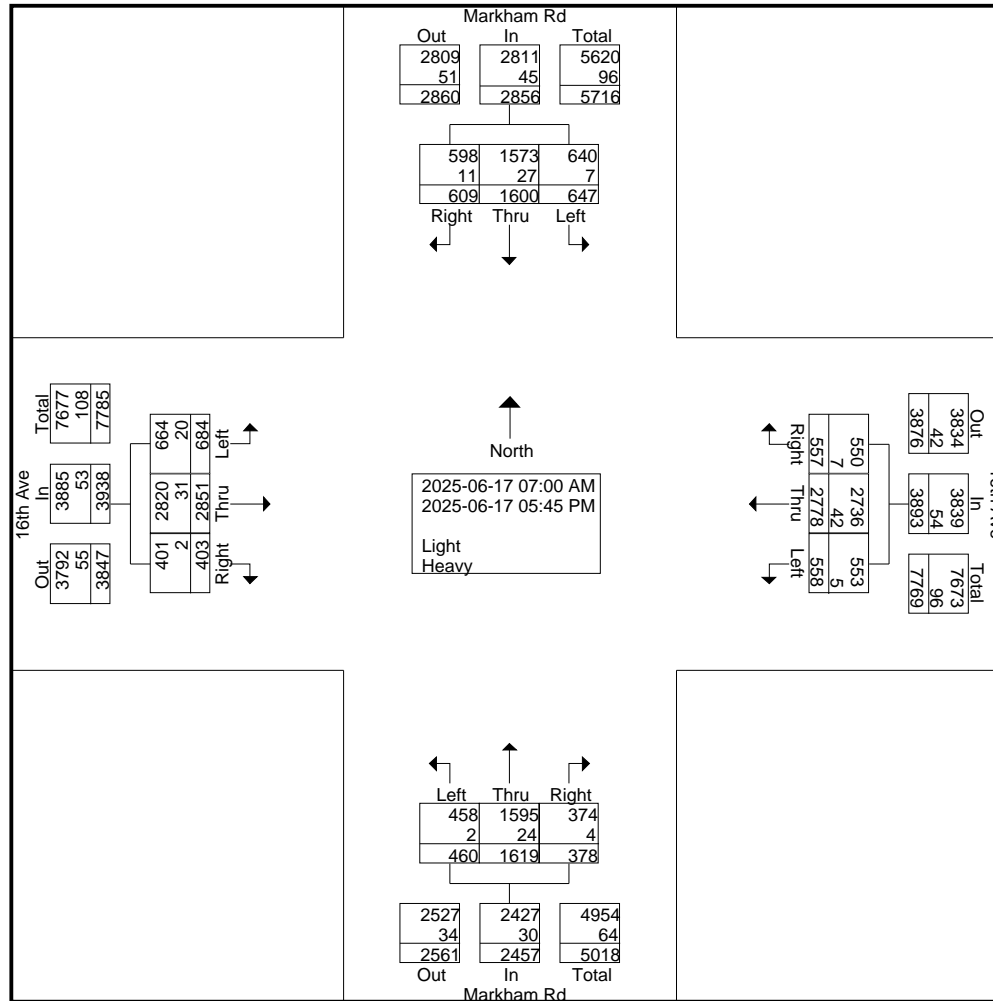 Markham Rd
Out In Total
2809 2811 5620
51 45 96
2860 2856 5716
598 1573 640
11 27 7
609 1600 647
Right Thru Left
16th Ave
Total
7677
108
7785
In
3885
53
3938
Out
3792
55
3847
Left
664
20
684
Thru
2820
31
2851
Right
401
2
403
North
2025-06-17 07:00 AM
2025-06-17 05:45 PM
Light
Heavy
Right
550
7
557
Thru
2736
42
2778
Left
553
5
558
Out
3834
42
3876
In
3839
54
3893
Total
7673
96
7769
Left Thru Right
458 1595 374
2 24 4
460 1619 378
2527 2427 4954
34 30 64
2561 2457 5018
Out In Total
Markham Rd